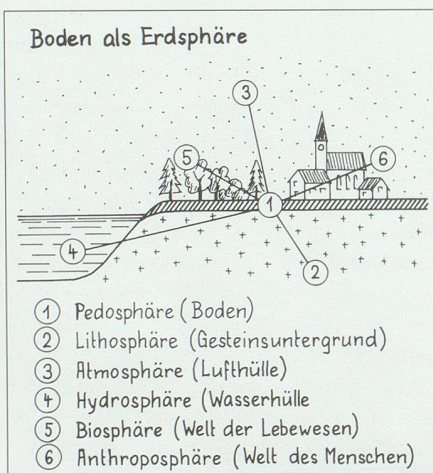 Boden als Erdsphäre
3
5
6
1
4
2
1 Pedosphäre (Boden)
2 Lithosphäre (Gesteinsuntergrund)
3 Atmosphäre (Lufthülle)
4 Hydrosphäre (Wasserhülle
5 Biosphäre (Welt der Lebewesen)
6 Anthroposphäre (Welt des Menschen)